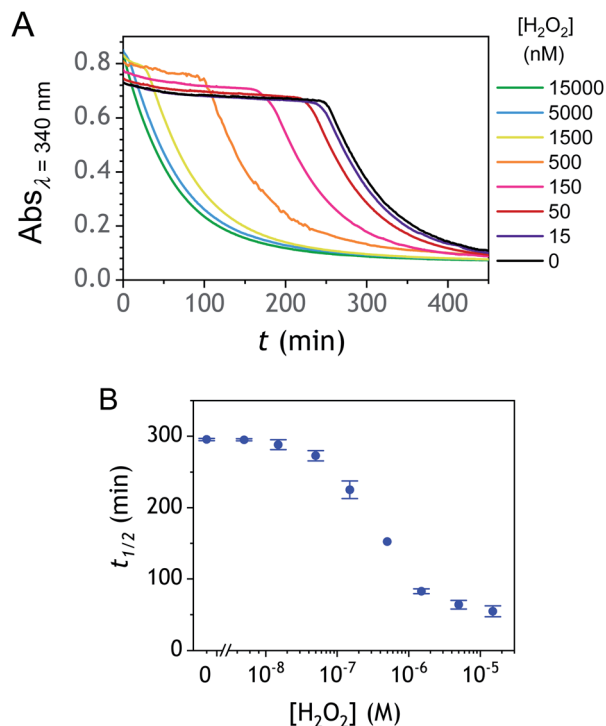 A
[H₂O₂]
(nM)
15000
5000
1500
500
150
50
15
0
Abs λ = 340 nm
0.8
0.6
0.4
0.2
0.0
0 100 200 300 400
t (min)
B
t1/2 (min)
300
200
100
0
0 10⁻⁸ 10⁻⁷ 10⁻⁶ 10⁻⁵
[H₂O₂] (M)